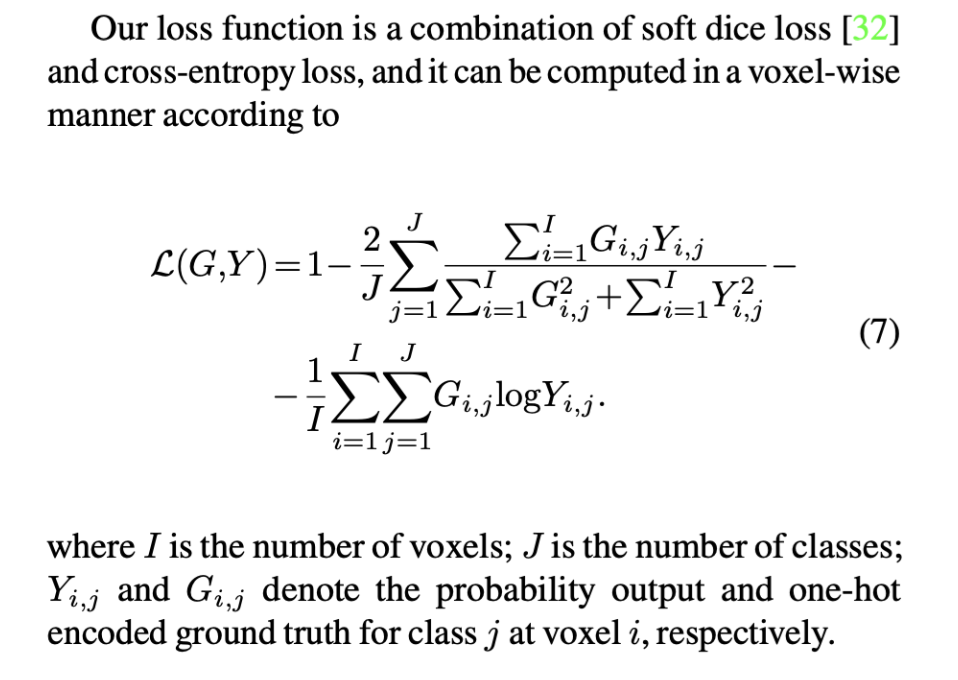 Our loss function is a combination of soft dice loss [32]
and cross-entropy loss, and it can be computed in a voxel-wise
manner according to
$\mathcal{L}(G,Y)=1-\frac{2}{J}\sum_{j=1}^{J}\frac{\sum_{i=1}^{I}G_{i,j}Y_{i,j}}{\sum_{i=1}^{I}G_{i,j}^{2}+\sum_{i=1}^{I}Y_{i,j}^{2}}-$
$-\frac{1}{I}\sum_{i=1}^{I}\sum_{j=1}^{J}G_{i,j}\log Y_{i,j}.$ (7)
where $I$ is the number of voxels; $J$ is the number of classes;
$Y_{i,j}$ and $G_{i,j}$ denote the probability output and one-hot
encoded ground truth for class $j$ at voxel $i$, respectively.